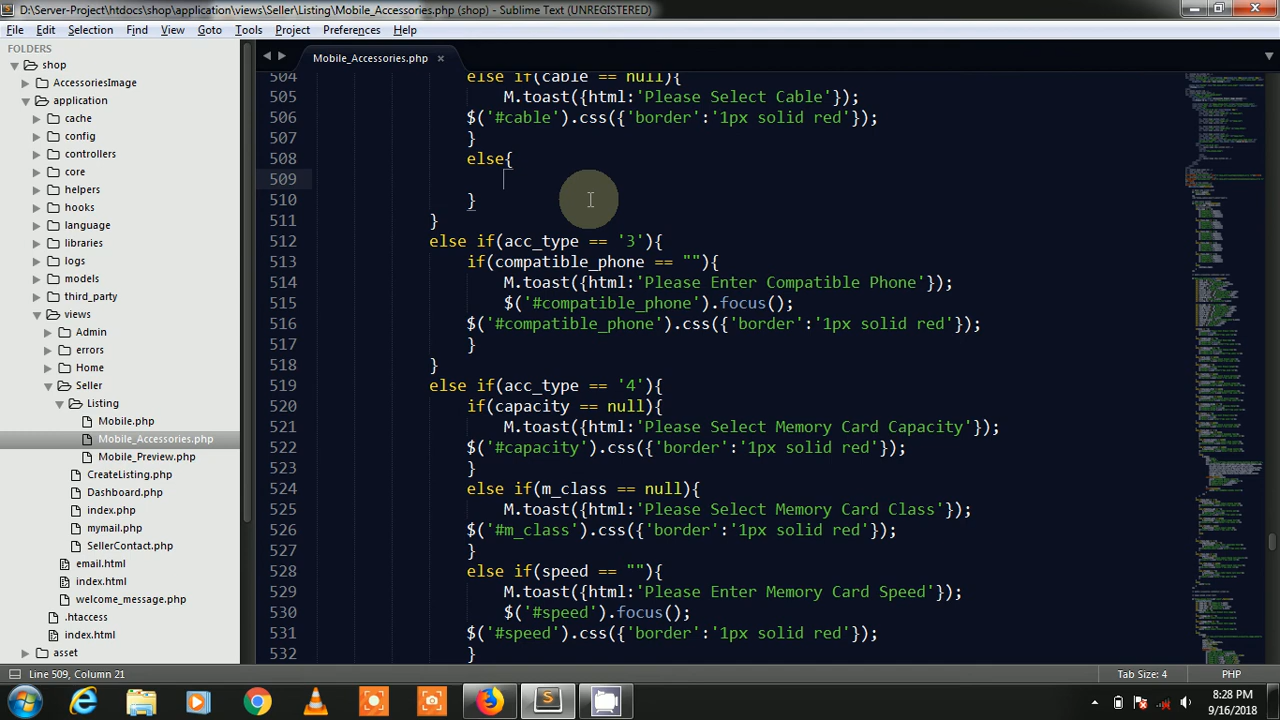 D:\Server-Project\htdocs\shop\application\views\Seller\Listing\Mobile_Accessories.php (shop) - Sublime Text (UNREGISTERED)
File Edit Selection Find View Goto Tools Project Preferences Help
FOLDERS
shop
AccessoriesImage
application
cache
config
controllers
core
helpers
hooks
language
libraries
logs
models
third_party
views
Admin
errors
Home
Seller
Listing
Mobile.php
Mobile_Accessories.php
Mobile_Preview.php
CreateListing.php
Dashboard.php
index.php
mymail.php
SellerContact.php
email.html
index.html
welcome_message.php
.htaccess
index.html
asset
Mobile_Accessories.php ×
504 else if(cable == null){
505 M.toast({html:'Please Select Cable'});
506 $('#cable').css({'border':'1px solid red'});
507 }
508 else{
509
510 }
511 }
512 else if(acc_type == '3'){
513 if(compatible_phone == ""){
514 M.toast({html:'Please Enter Compatible Phone'});
515 $('#compatible_phone').focus();
516 $('#compatible_phone').css({'border':'1px solid red'});
517 }
518 }
519 else if(acc_type == '4'){
520 if(capacity == null){
521 M.toast({html:'Please Select Memory Card Capacity'});
522 $('#capacity').css({'border':'1px solid red'});
523 }
524 else if(m_class == null){
525 M.toast({html:'Please Select Memory Card Class'});
526 $('#m_class').css({'border':'1px solid red'});
527 }
528 else if(speed == ""){
529 M.toast({html:'Please Enter Memory Card Speed'});
530 $('#speed').focus();
531 $('#speed').css({'border':'1px solid red'});
532 }
Line 509, Column 21
Tab Size: 4
PHP
8:28 PM
9/16/2018